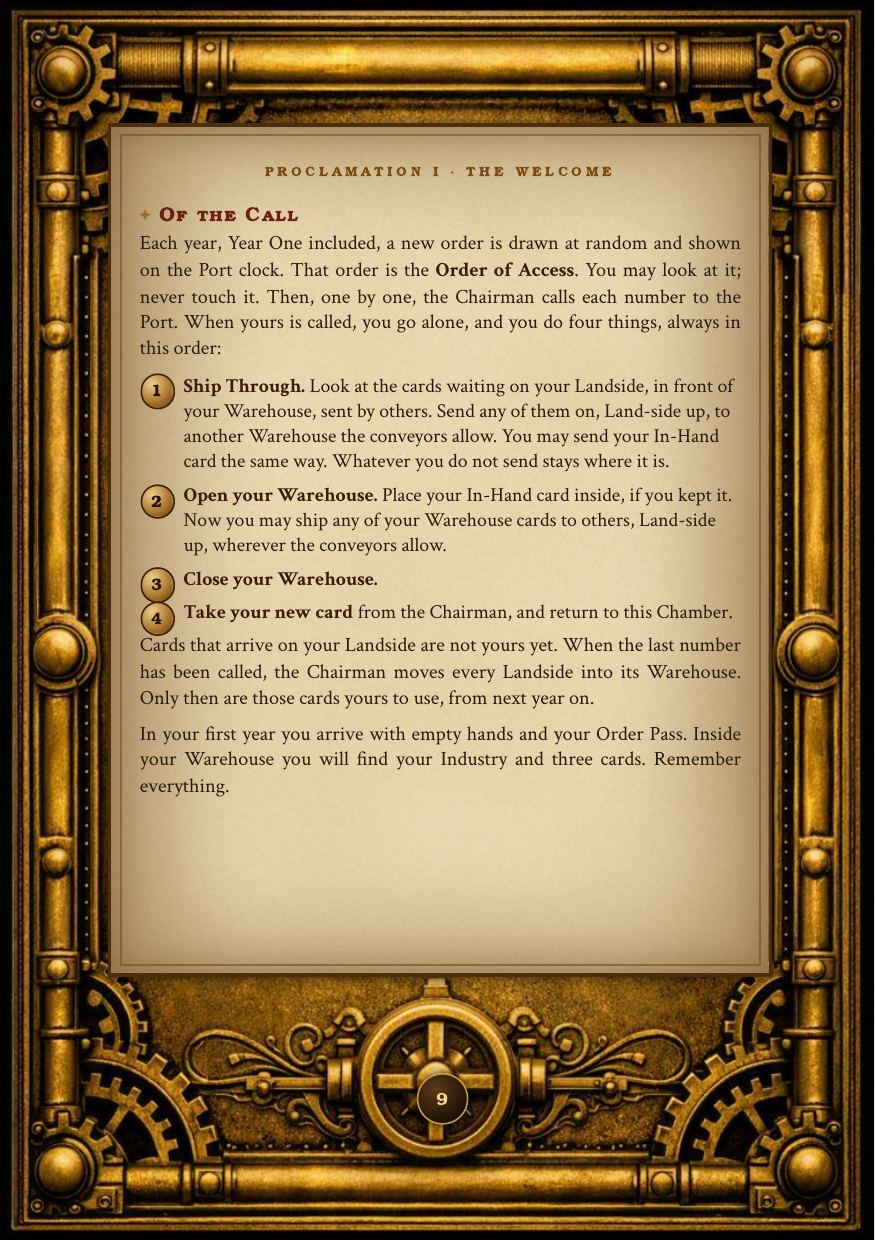 PROCLAMATION I · THE WELCOME
✦ OF THE CALL
Each year, Year One included, a new order is drawn at random and shown
on the Port clock. That order is the Order of Access. You may look at it;
never touch it. Then, one by one, the Chairman calls each number to the
Port. When yours is called, you go alone, and you do four things, always in
this order:
1 Ship Through. Look at the cards waiting on your Landside, in front of
your Warehouse, sent by others. Send any of them on, Land-side up, to
another Warehouse the conveyors allow. You may send your In-Hand
card the same way. Whatever you do not send stays where it is.
2 Open your Warehouse. Place your In-Hand card inside, if you kept it.
Now you may ship any of your Warehouse cards to others, Land-side
up, wherever the conveyors allow.
3 Close your Warehouse.
4 Take your new card from the Chairman, and return to this Chamber.
Cards that arrive on your Landside are not yours yet. When the last number
has been called, the Chairman moves every Landside into its Warehouse.
Only then are those cards yours to use, from next year on.
In your first year you arrive with empty hands and your Order Pass. Inside
your Warehouse you will find your Industry and three cards. Remember
everything.
9